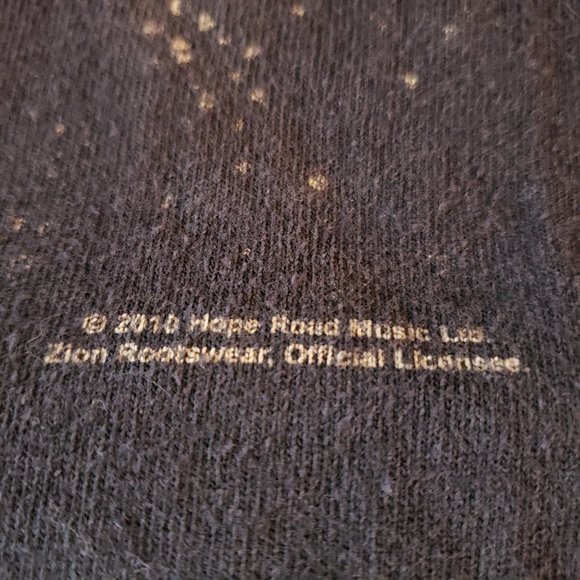 © 2010 Hope Road Music Ltd.
Zion Rootswear, Official Licensee.